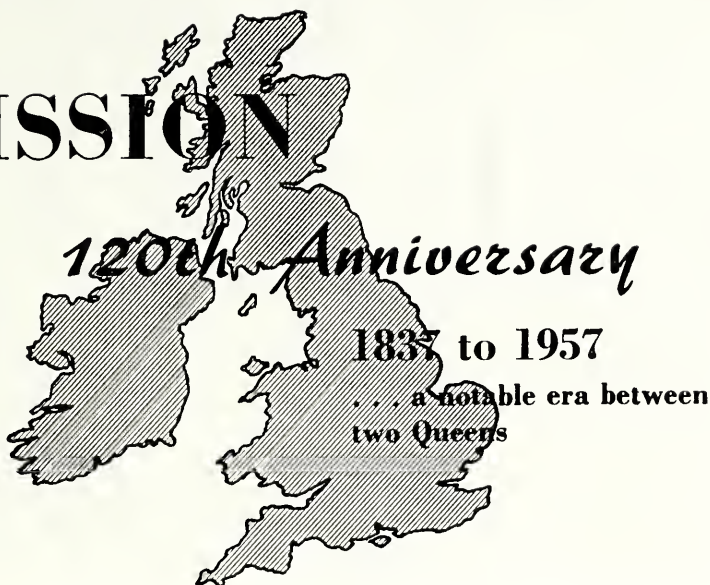 ISSION
120th Anniversary
1837 to 1957
. . . a notable era between
two Queens